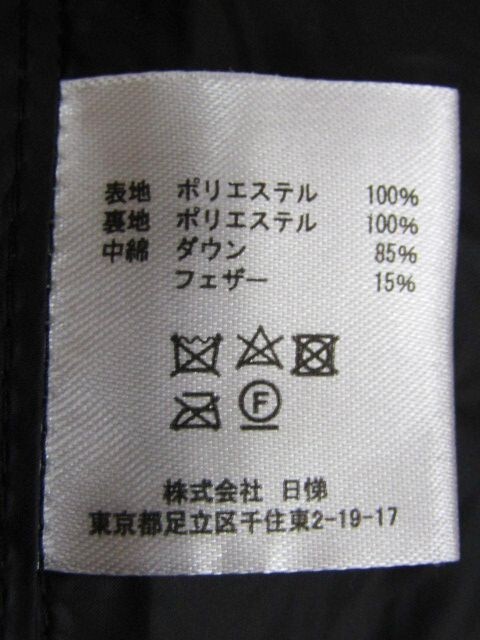 表地 ポリエステル 100%
裏地 ポリエステル 100%
中綿 ダウン 85%
フェザー 15%
F
株式会社 日悌
東京都足立区千住東2-19-17